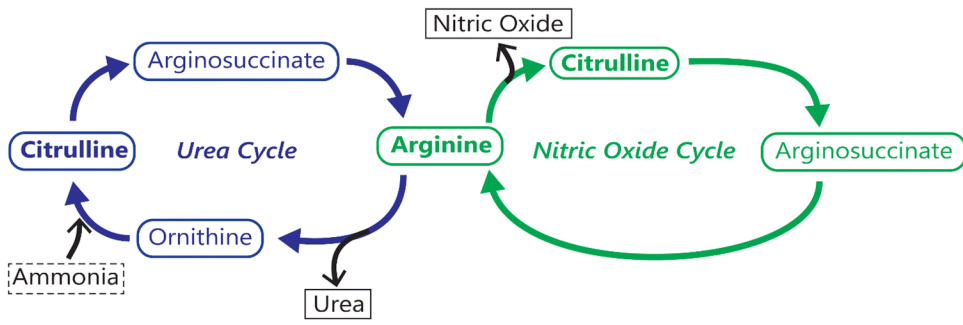 Nitric Oxide
Arginosuccinate
Citrulline
Citrulline
Urea Cycle
Arginine
Nitric Oxide Cycle
Arginosuccinate
Ornithine
Ammonia
Urea